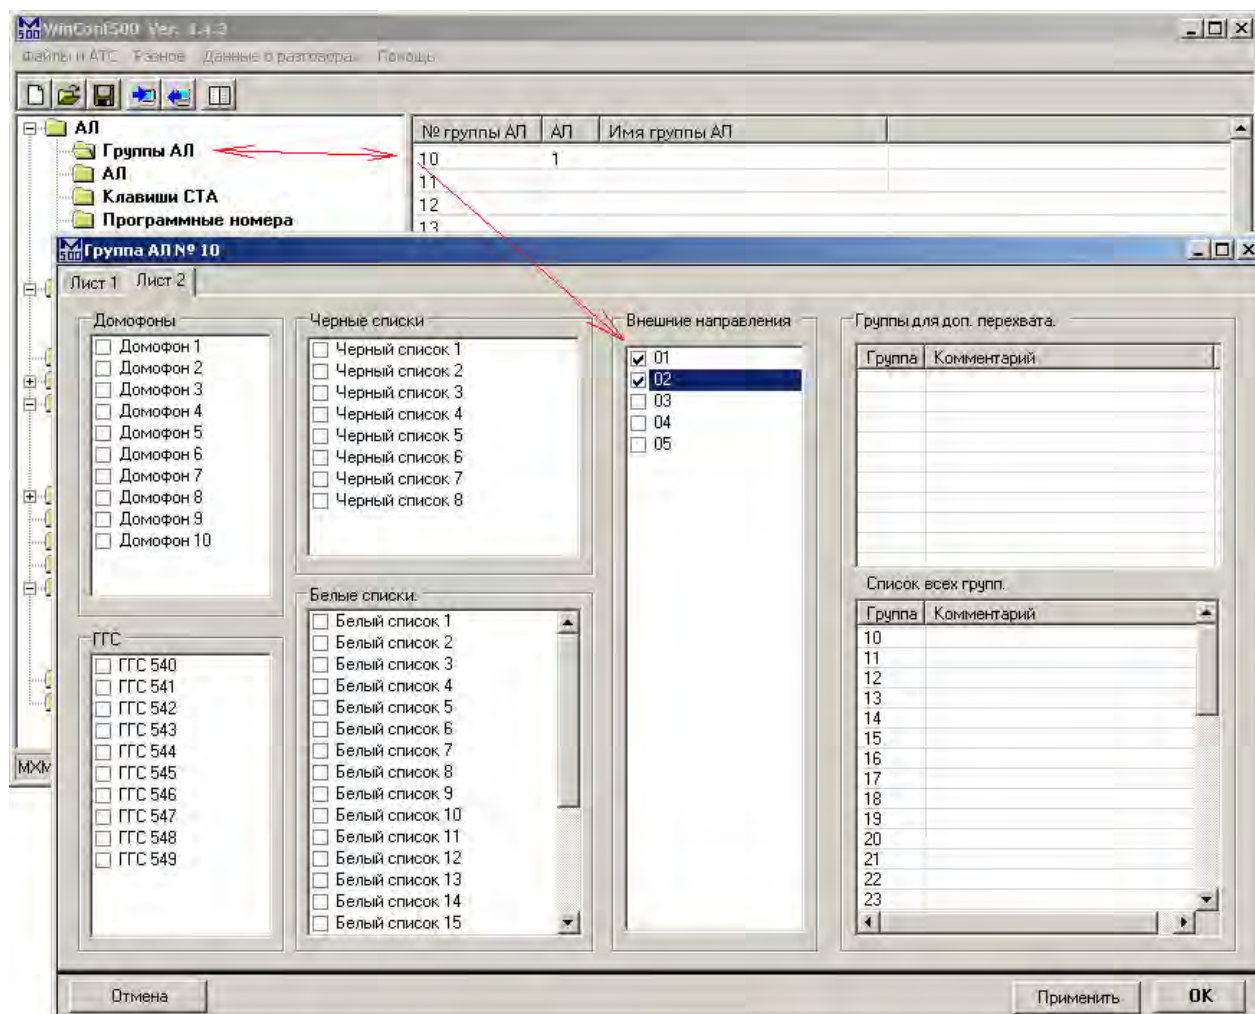 WinConf500 Ver. 1.4.3
Файлы и АТС Разное Данные о разговорах Помощь
АЛ
Группы АЛ
АЛ
Клавиши СТА
Программные номера
№ группы АЛ АЛ Имя группы АЛ
10 1
11
12
13
Группа АЛ № 10
Лист 1 Лист 2
Домофоны
Домофон 1
Домофон 2
Домофон 3
Домофон 4
Домофон 5
Домофон 6
Домофон 7
Домофон 8
Домофон 9
Домофон 10
ГГС
ГГС 540
ГГС 541
ГГС 542
ГГС 543
ГГС 544
ГГС 545
ГГС 546
ГГС 547
ГГС 548
ГГС 549
Черные списки
Черный список 1
Черный список 2
Черный список 3
Черный список 4
Черный список 5
Черный список 6
Черный список 7
Черный список 8
Белые списки.
Белый список 1
Белый список 2
Белый список 3
Белый список 4
Белый список 5
Белый список 6
Белый список 7
Белый список 8
Белый список 9
Белый список 10
Белый список 11
Белый список 12
Белый список 13
Белый список 14
Белый список 15
Внешние направления
01
02
03
04
05
Группы для доп. перехвата.
Группа Комментарий
Список всех групп.
Группа Комментарий
10
11
12
13
14
15
16
17
18
19
20
21
22
23
Отмена Применить OK